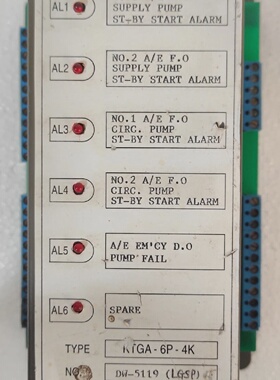 AL1
SUPPLY PUMP
ST-BY START ALARM
AL2
NO.2 A/E F.O
SUPPLY PUMP
ST-BY START ALARM
AL3
NO.1 A/E F.O
CIRC. PUMP
ST-BY START ALARM
AL4
NO.2 A/E F.O
CIRC. PUMP
ST-BY START ALARM
AL5
A/E EM'CY D.O
PUMP FAIL
AL6
SPARE
TYPE KTGA-6P-4K
NO. DW-5119 (LGSP)